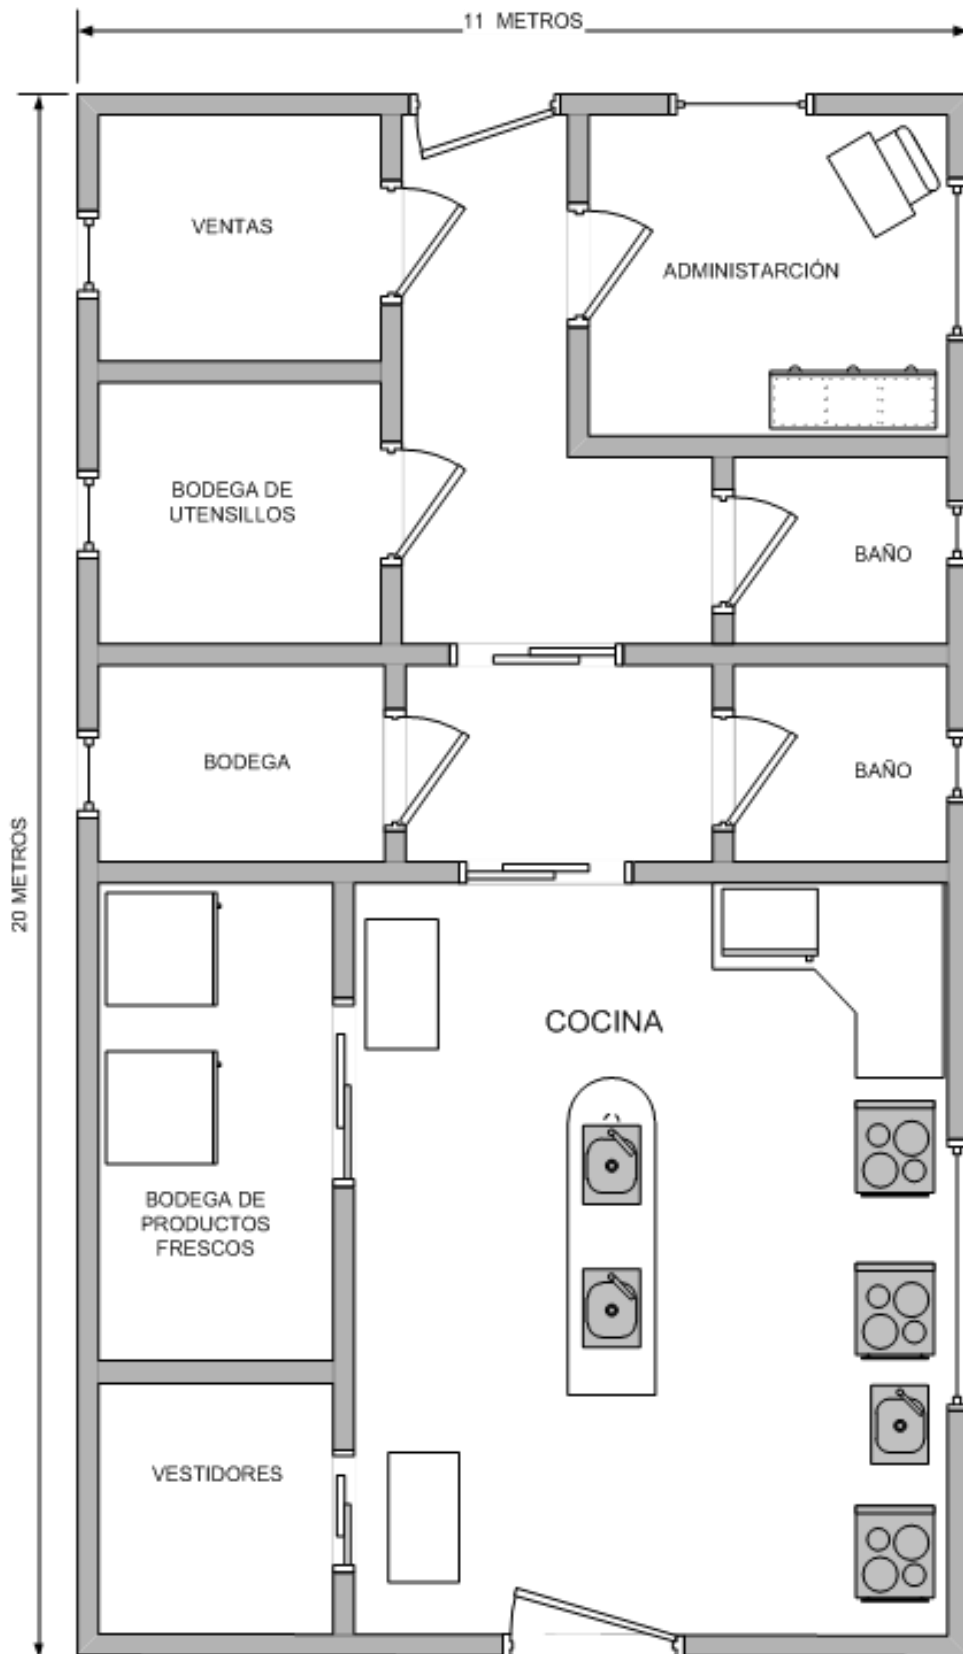 11 METROS
VENTAS
ADMINISTARCIÓN
BODEGA DE
UTENSILLOS
BAÑO
BODEGA
BAÑO
20 METROS
COCINA
BODEGA DE
PRODUCTOS
FRESCOS
VESTIDORES